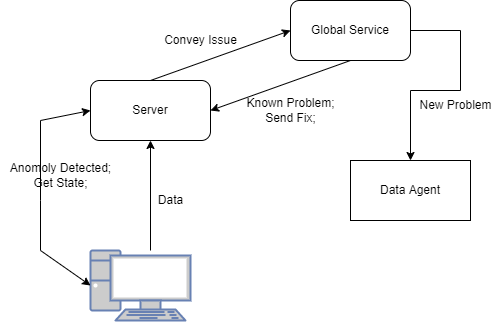 Convey Issue
Global Service
Server
Known Problem;
Send Fix;
New Problem
Anomoly Detected;
Get State;
Data
Data Agent